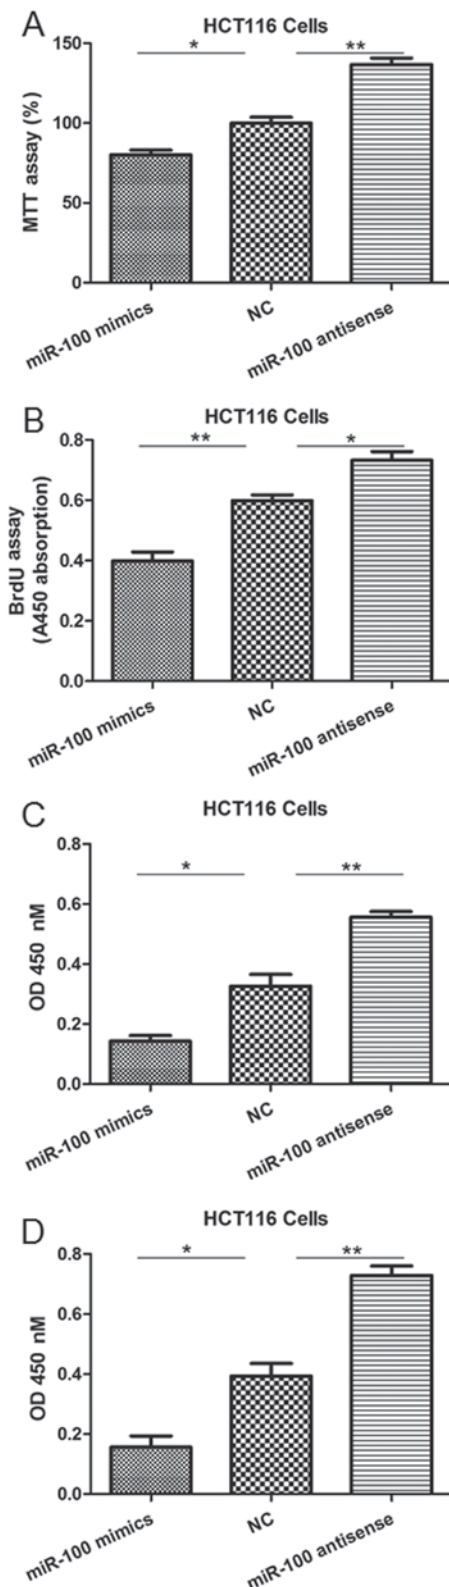 A
HCT116 Cells
MTT assay (%)
150
100
50
0
*
**
miR-100 mimics
NC
miR-100 antisense
B
HCT116 Cells
BrdU assay
(A450 absorption)
0.8
0.6
0.4
0.2
0.0
**
*
miR-100 mimics
NC
miR-100 antisense
C
HCT116 Cells
OD 450 nM
0.8
0.6
0.4
0.2
0.0
*
**
miR-100 mimics
NC
miR-100 antisense
D
HCT116 Cells
OD 450 nM
0.8
0.6
0.4
0.2
0.0
*
**
miR-100 mimics
NC
miR-100 antisense